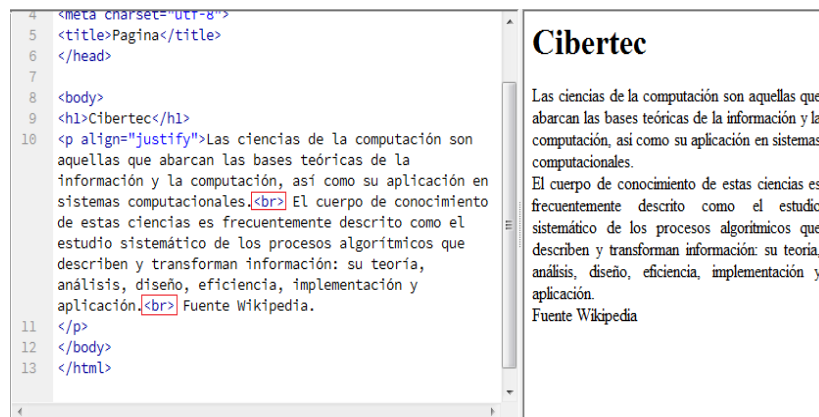 4 <meta charset="utf-8">
5 <title>Pagina</title>
6 </head>
7
8 <body>
9 <h1>Cibertec</h1>
10 <p align="justify">Las ciencias de la computación son
aquellas que abarcan las bases teóricas de la
información y la computación, así como su aplicación en
sistemas computacionales.<br> El cuerpo de conocimiento
de estas ciencias es frecuentemente descrito como el
estudio sistemático de los procesos algorítmicos que
describen y transforman información: su teoría,
análisis, diseño, eficiencia, implementación y
aplicación.<br> Fuente Wikipedia.
11 </p>
12 </body>
13 </html>
Cibertec
Las ciencias de la computación son aquellas que
abarcan las bases teóricas de la información y la
computación, así como su aplicación en sistemas
computacionales.
El cuerpo de conocimiento de estas ciencias es
frecuentemente descrito como el estudio
sistemático de los procesos algorítmicos que
describen y transforman información: su teoría,
análisis, diseño, eficiencia, implementación y
aplicación.
Fuente Wikipedia